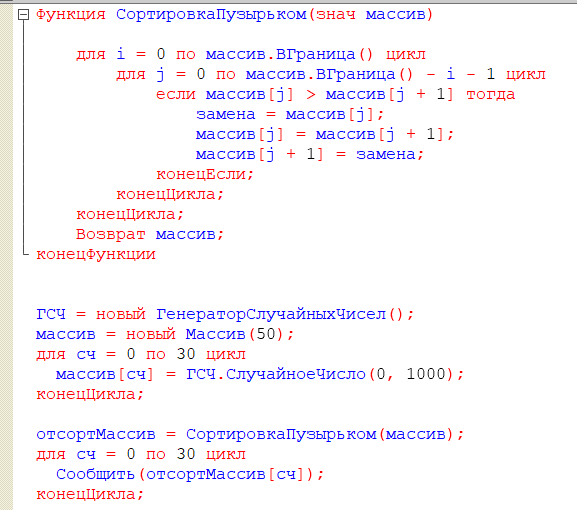 Функция СортировкаПузырьком(знач массив)
для i = 0 по массив.ВГраница() цикл
для j = 0 по массив.ВГраница() - i - 1 цикл
если массив[j] > массив[j + 1] тогда
замена = массив[j];
массив[j] = массив[j + 1];
массив[j + 1] = замена;
конецЕсли;
конецЦикла;
конецЦикла;
Возврат массив;
конецФункции
ГСЧ = новый ГенераторСлучайныхЧисел();
массив = новый Массив(50);
для сч = 0 по 30 цикл
массив[сч] = ГСЧ.СлучайноеЧисло(0, 1000);
конецЦикла;
отсортМассив = СортировкаПузырьком(массив);
для сч = 0 по 30 цикл
Сообщить(отсортМассив[сч]);
конецЦикла;